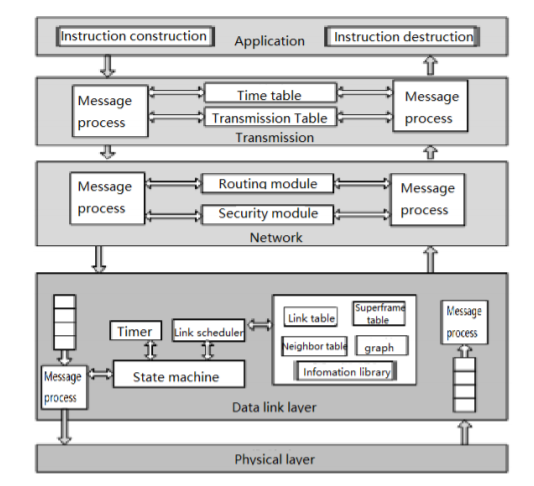 Instruction construction
Application
Instruction destruction
Message
process
Time table
Transmission Table
Message
process
Transmission
Message
process
Routing module
Security module
Message
process
Network
Timer
Link scheduler
Link table
Superframe
table
Neighbor table
graph
Infomation library
Message
process
Message
process
State machine
Data link layer
Physical layer